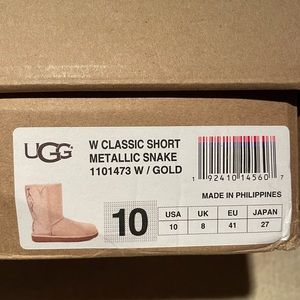 UGG
W CLASSIC SHORT
METALLIC SNAKE
1101473 W / GOLD
1 92410 14560 7
MADE IN PHILIPPINES
10
USA UK EU JAPAN
10 8 41 27